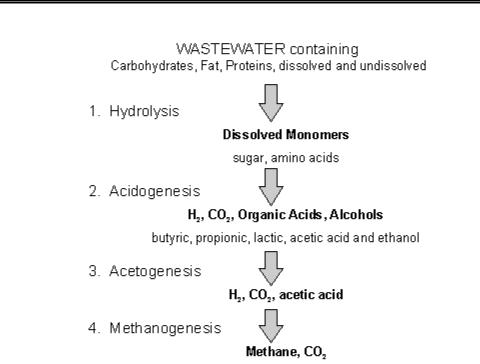 WASTEWATER containing
Carbohydrates, Fat, Proteins, dissolved and undissolved
1. Hydrolysis
Dissolved Monomers
sugar, amino acids
2. Acidogenesis
H₂, CO₂, Organic Acids, Alcohols
butyric, propionic, lactic, acetic acid and ethanol
3. Acetogenesis
H₂, CO₂, acetic acid
4. Methanogenesis
Methane, CO₂